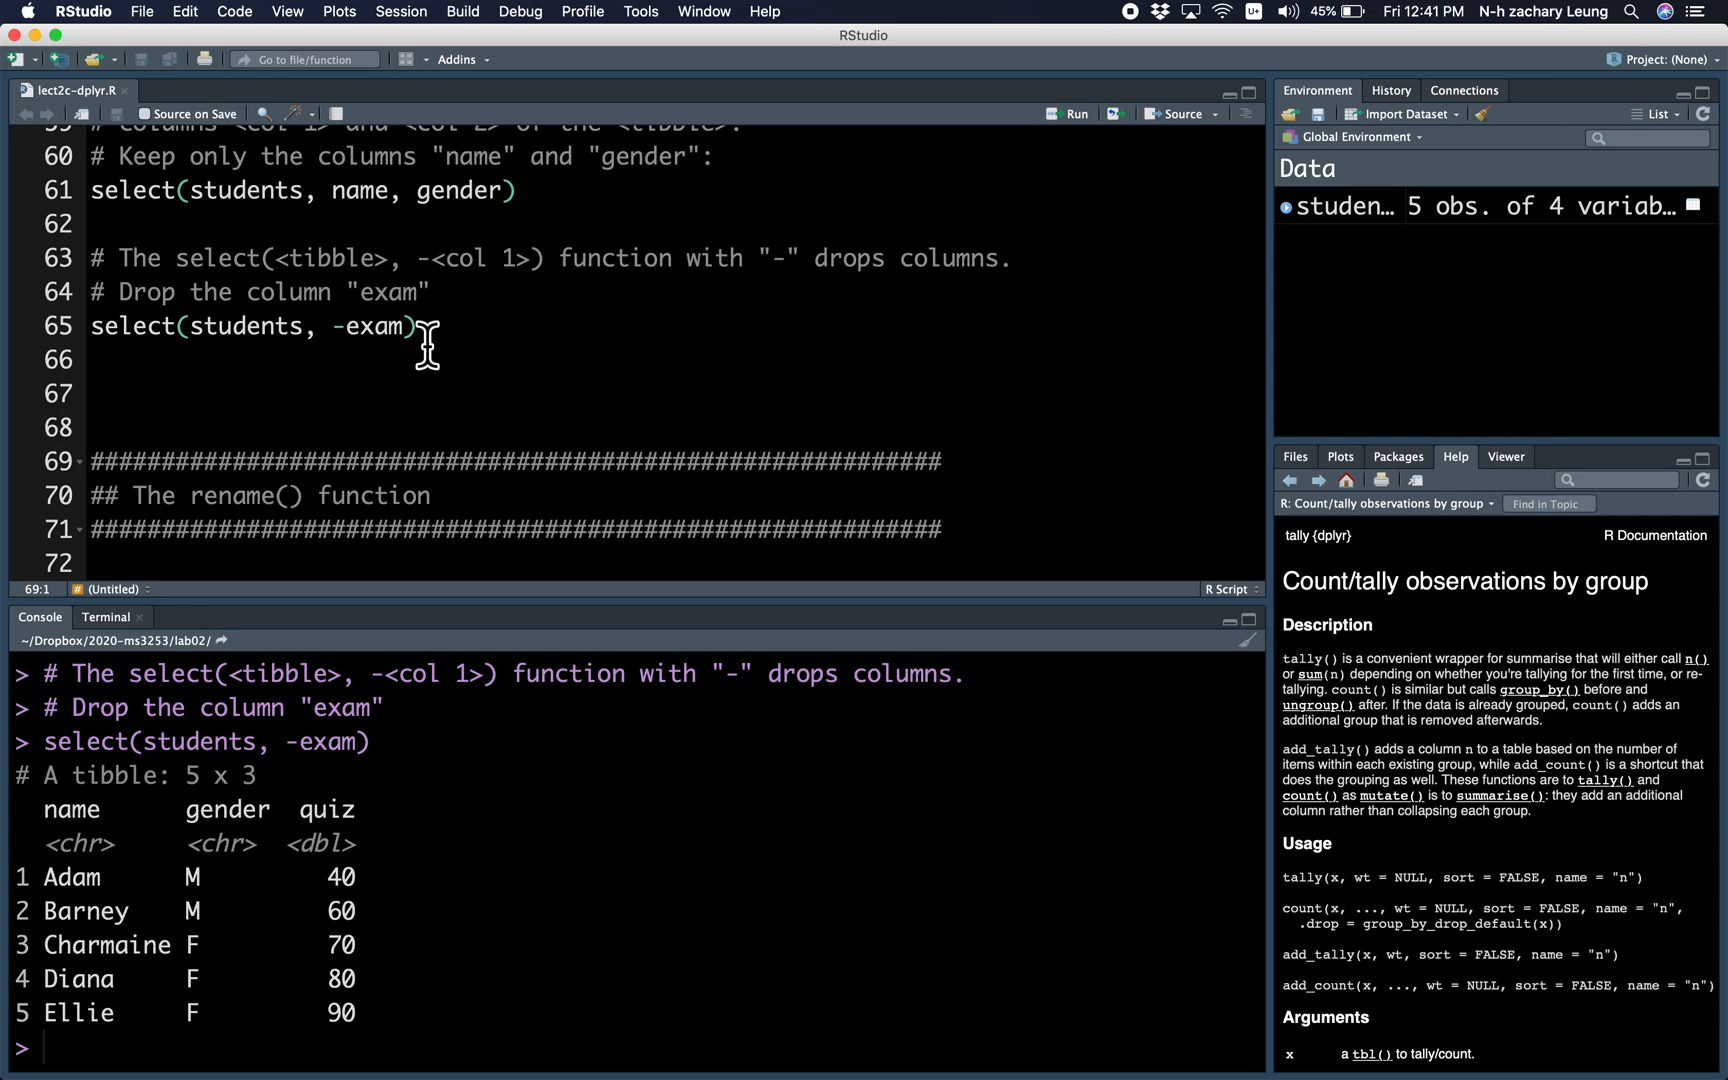 RStudio File Edit Code View Plots Session Build Debug Profile Tools Window Help U+ 45% Fri 12:41 PM N-h zachary Leung
RStudio
Go to file/function Addins Project: (None)
lect2c-dplyr.R
Source on Save Run Source
59 # columns <col 1> and <col 2> of the <tibble>.
60 # Keep only the columns "name" and "gender":
61 select(students, name, gender)
62
63 # The select(<tibble>, -<col 1>) function with "-" drops columns.
64 # Drop the column "exam"
65 select(students, -exam)
66
67
68
69 ############################################################
70 ## The rename() function
71 ############################################################
72
69:1 # (Untitled) R Script
Console Terminal
~/Dropbox/2020-ms3253/lab02/
> # The select(<tibble>, -<col 1>) function with "-" drops columns.
> # Drop the column "exam"
> select(students, -exam)
# A tibble: 5 x 3
name gender quiz
<chr> <chr> <dbl>
1 Adam M 40
2 Barney M 60
3 Charmaine F 70
4 Diana F 80
5 Ellie F 90
>
Environment History Connections
Import Dataset List
Global Environment
Data
studen… 5 obs. of 4 variab…
Files Plots Packages Help Viewer
R: Count/tally observations by group Find in Topic
tally {dplyr} R Documentation
Count/tally observations by group
Description
tally() is a convenient wrapper for summarise that will either call n()
or sum(n) depending on whether you're tallying for the first time, or re-
tallying. count() is similar but calls group_by() before and
ungroup() after. If the data is already grouped, count() adds an
additional group that is removed afterwards.
add_tally() adds a column n to a table based on the number of
items within each existing group, while add_count() is a shortcut that
does the grouping as well. These functions are to tally() and
count() as mutate() is to summarise(): they add an additional
column rather than collapsing each group.
Usage
tally(x, wt = NULL, sort = FALSE, name = "n")
count(x, ..., wt = NULL, sort = FALSE, name = "n",
.drop = group_by_drop_default(x))
add_tally(x, wt, sort = FALSE, name = "n")
add_count(x, ..., wt = NULL, sort = FALSE, name = "n")
Arguments
x a tbl() to tally/count.